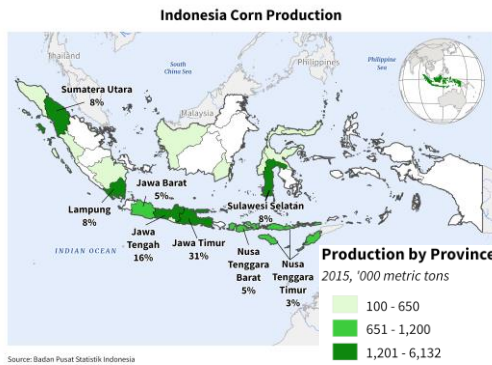 Indonesia Corn Production
Thailand
South
China Sea
Philippines
Philippine
Sea
Malaysia
Sumatera Utara
8%
Jawa Barat
5%
Lampung
8%
Sulawesi Selatan
8%
Jawa
Tengah
16%
Jawa Timur
31%
INDIAN OCEAN
Nusa
Tenggara
Barat
5%
Nusa
Tenggara
Timur
3%
Production by Province
2015, '000 metric tons
100 - 650
651 - 1,200
1,201 - 6,132
Source: Badan Pusat Statistik Indonesia